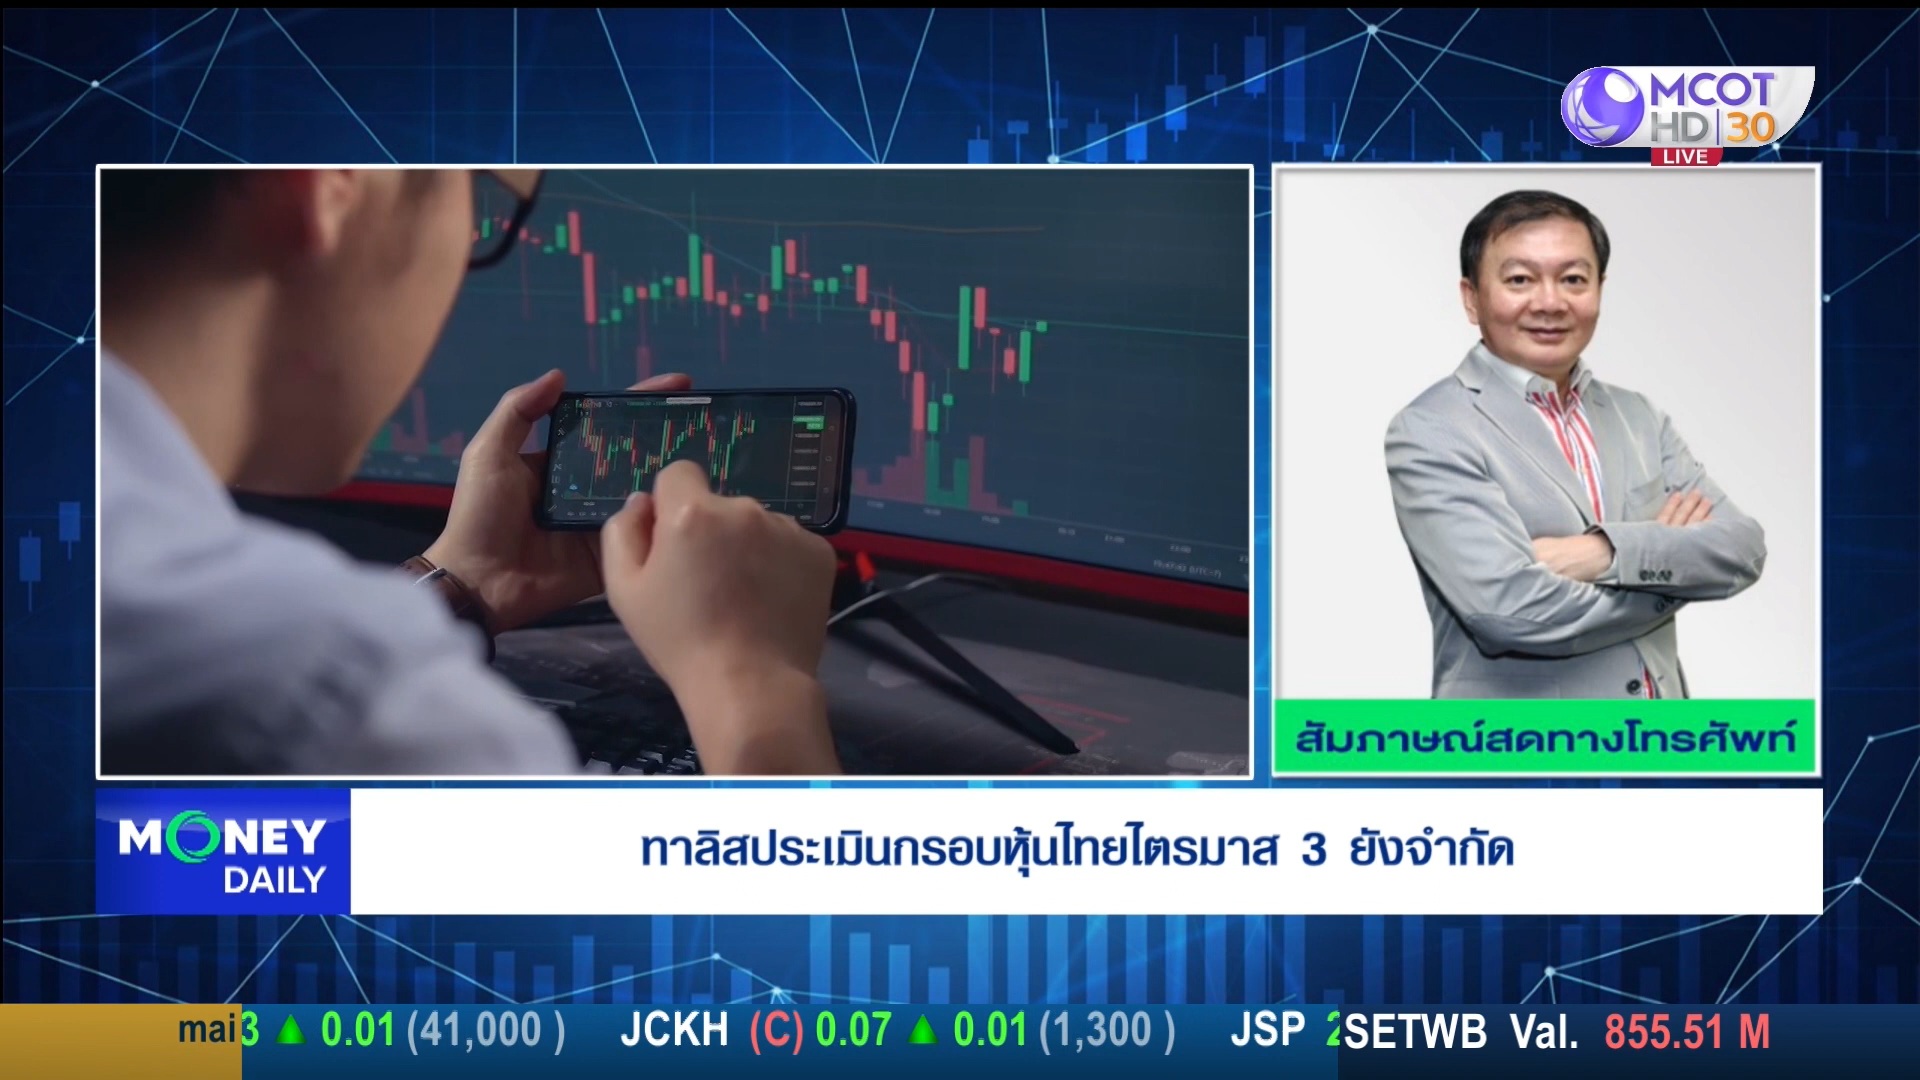 MCOT
HD 30
LIVE
สัมภาษณ์สดทางโทรศัพท์
MONEY
DAILY
ทาลิสประเมินกรอบหุ้นไทยไตรมาส 3 ยังจำกัด
mai 3 ▲ 0.01 (41,000 ) JCKH (C) 0.07 ▲ 0.01 (1,300 ) JSP SETWB Val. 855.51 M